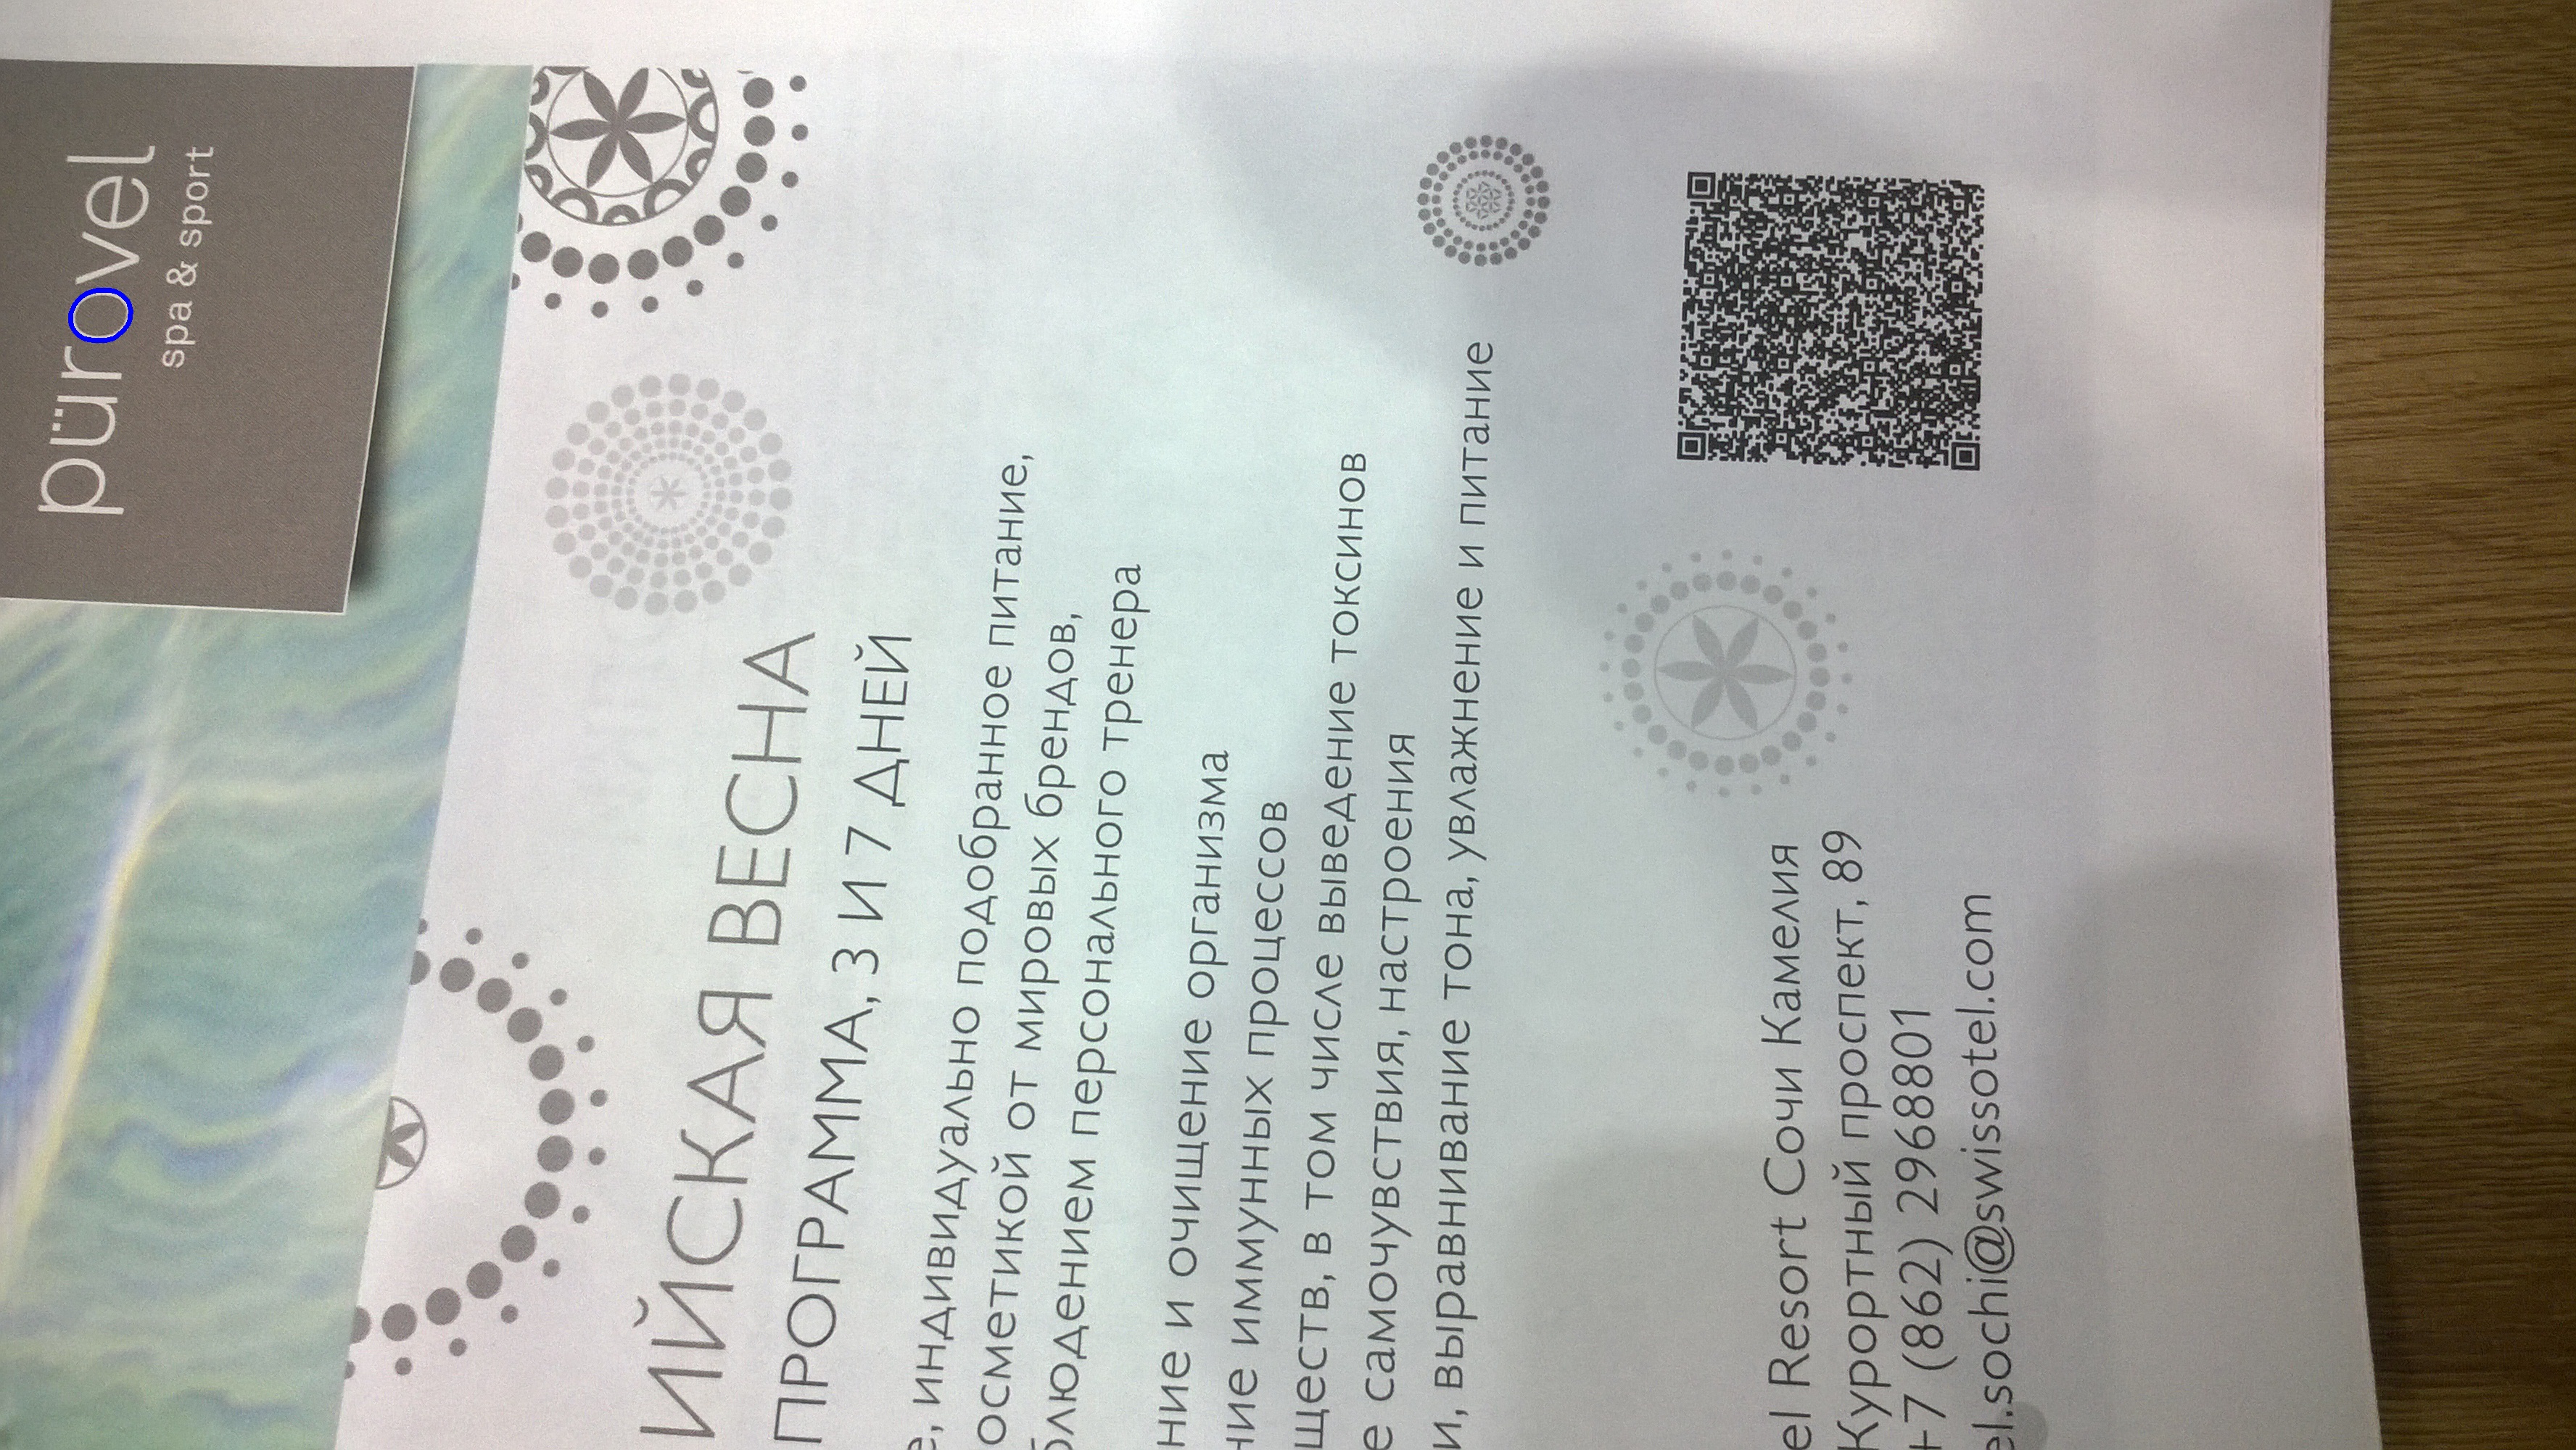 pürovel
spa & sport
ИЙСКАЯ ВЕСНА
ПРОГРАММА, 3 И 7 ДНЕЙ
индивидуально подобранное питание,
осметикой от мировых брендов,
блюдением персонального тренера
ние и очищение организма
ние иммунных процессов
ществ, в том числе выведение токсинов
е самочувствия, настроения
и, выравнивание тона, увлажнение и питание
el Resort Сочи Камелия
Курортный проспект, 89
+7 (862) 2968801
el.sochi@swissotel.com